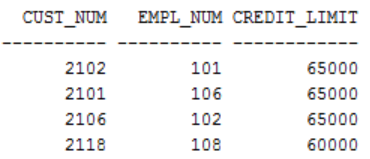 CUST_NUM EMPL_NUM CREDIT_LIMIT
---------- ---------- ------------
2102 101 65000
2101 106 65000
2106 102 65000
2118 108 60000